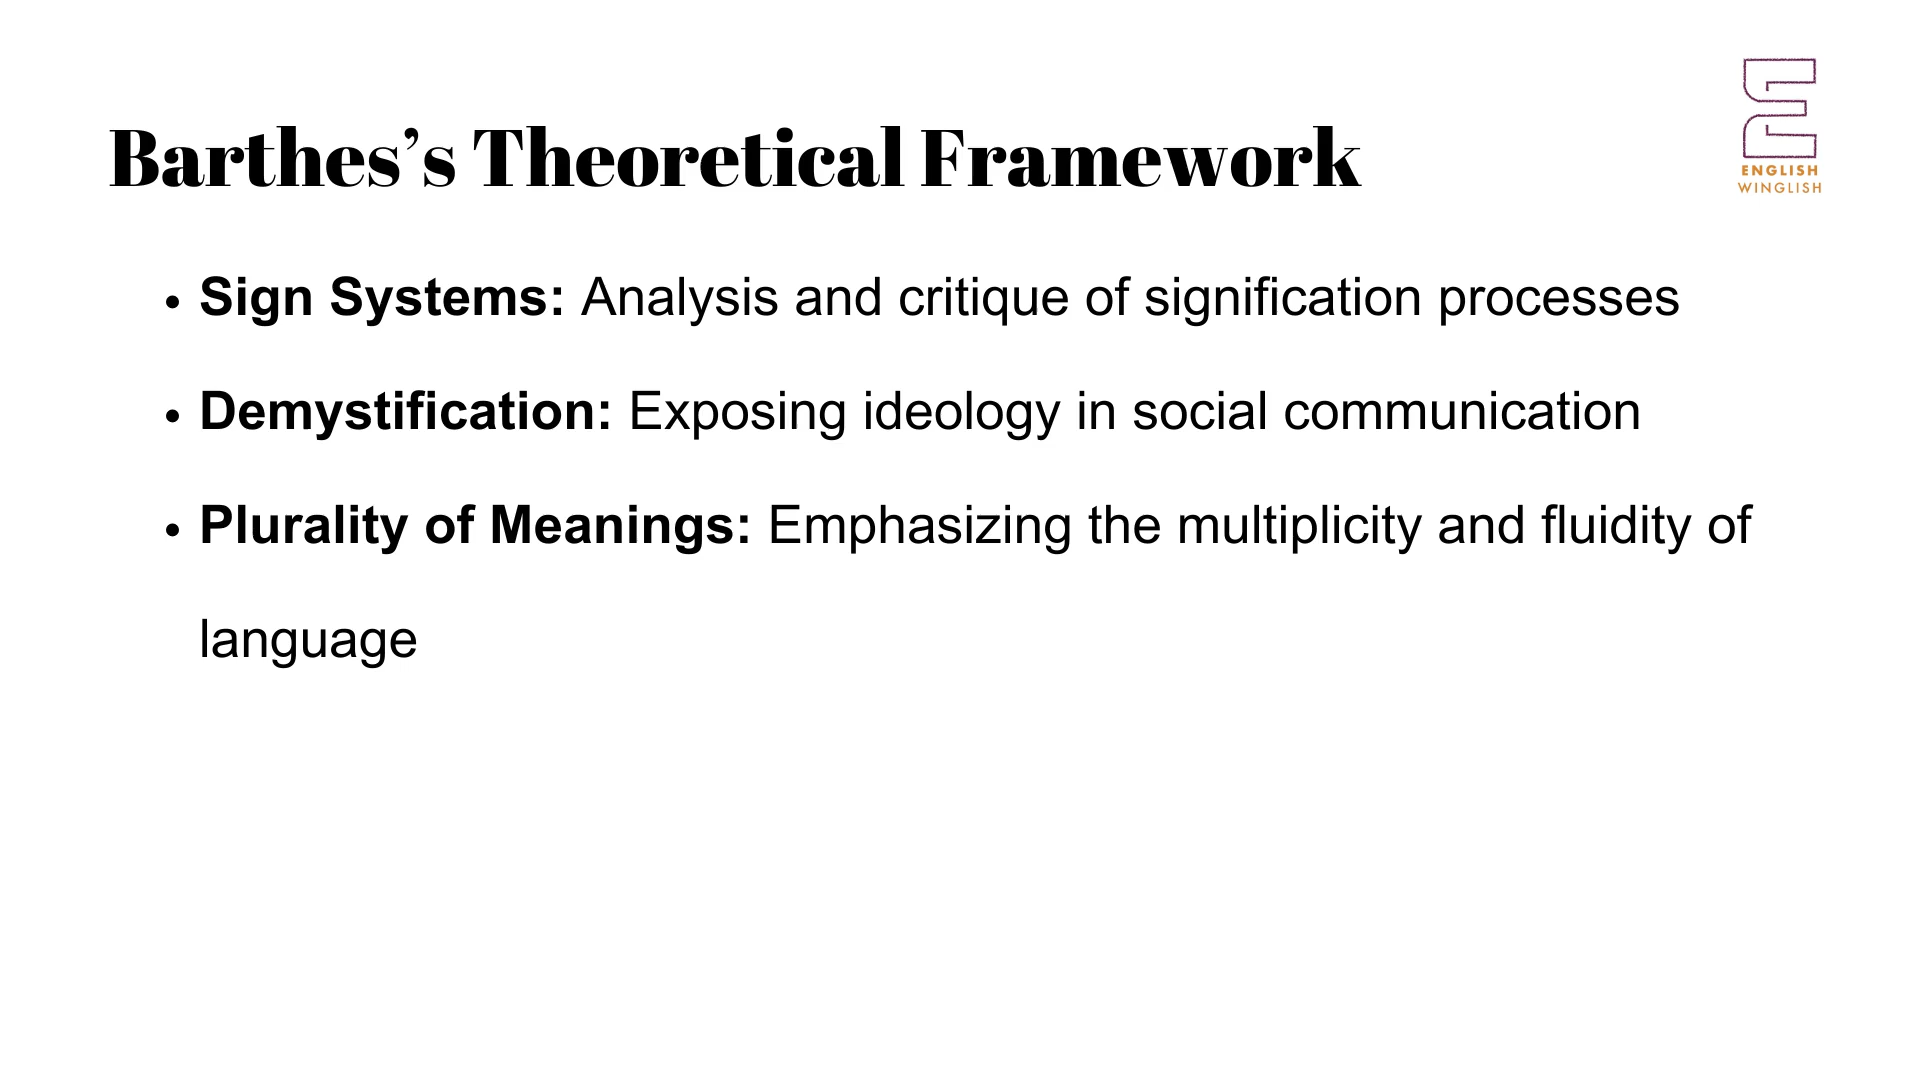 Barthes’s Theoretical Framework
ENGLISH
WINGLISH
• Sign Systems: Analysis and critique of signification processes
• Demystification: Exposing ideology in social communication
• Plurality of Meanings: Emphasizing the multiplicity and fluidity of
language